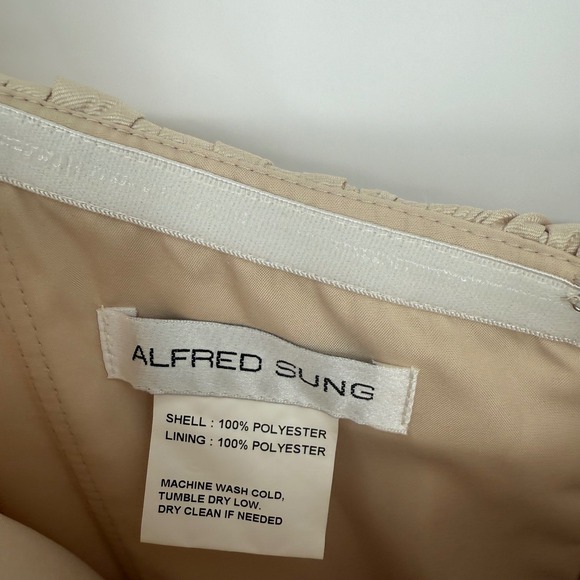 ALFRED SUNG
SHELL : 100% POLYESTER
LINING : 100% POLYESTER
MACHINE WASH COLD,
TUMBLE DRY LOW.
DRY CLEAN IF NEEDED